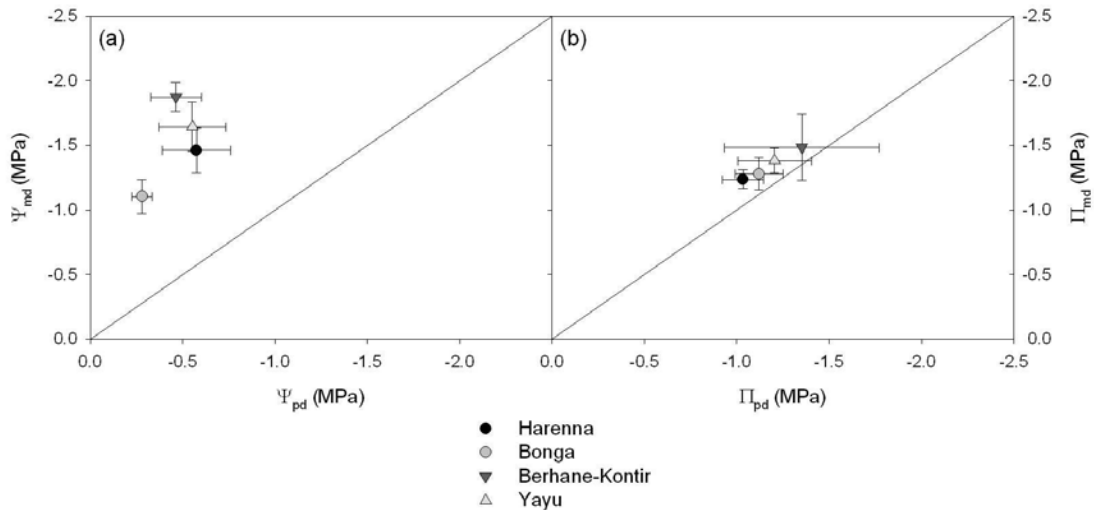 (a)
-2.5
-2.0
-1.5
-1.0
-0.5
0.0
Ψmd (MPa)
0.0 -0.5 -1.0 -1.5 -2.0
Ψpd (MPa)
(b)
-2.5
-2.0
-1.5
-1.0
-0.5
0.0
Πmd (MPa)
0.0 -0.5 -1.0 -1.5 -2.0 -2.5
Πpd (MPa)
Harenna
Bonga
Berhane-Kontir
Yayu